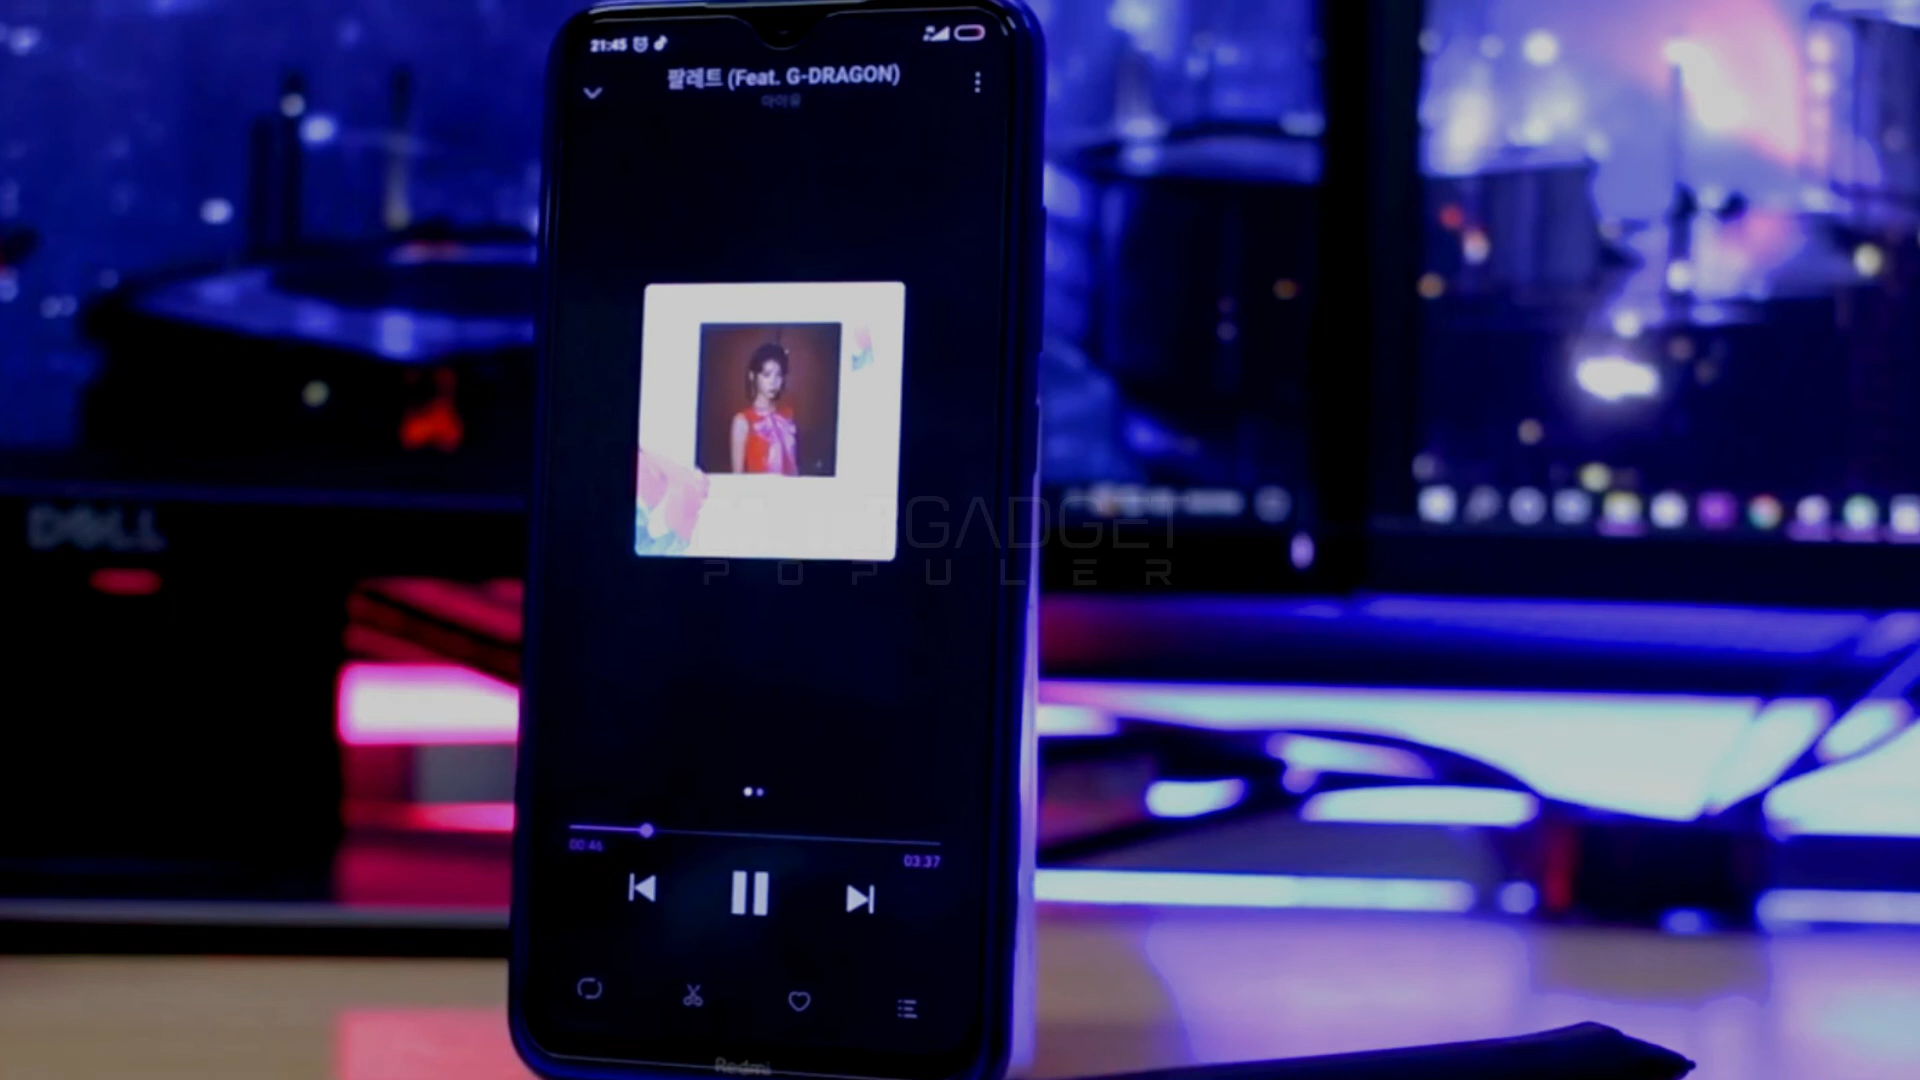 21:45
팔레트 (Feat. G-DRAGON)
아이유
DELL
GADGET
POPULER
00:46
03:37
Redmi